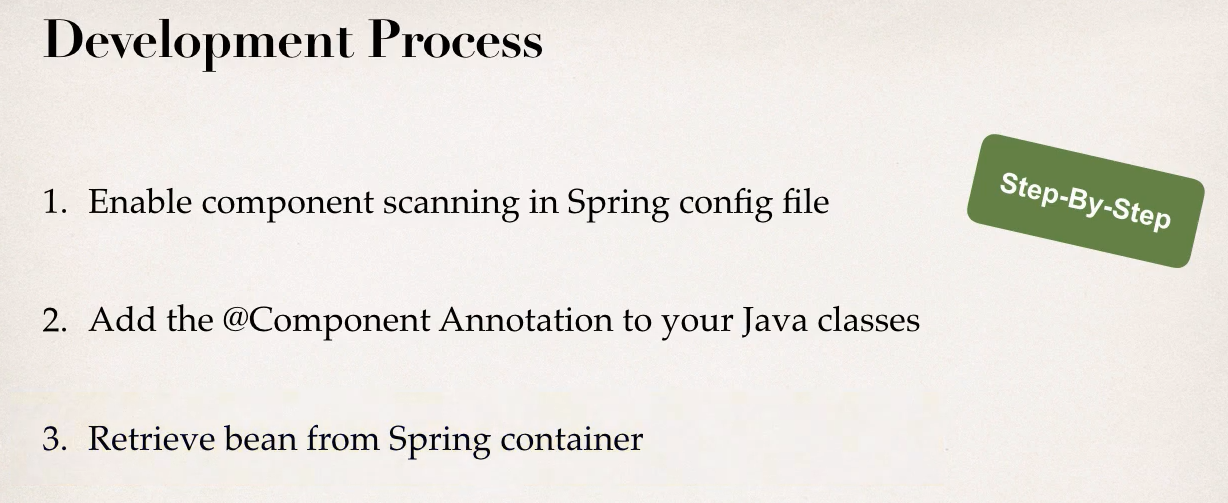 Development Process
1. Enable component scanning in Spring config file
Step-By-Step
2. Add the @Component Annotation to your Java classes
3. Retrieve bean from Spring container